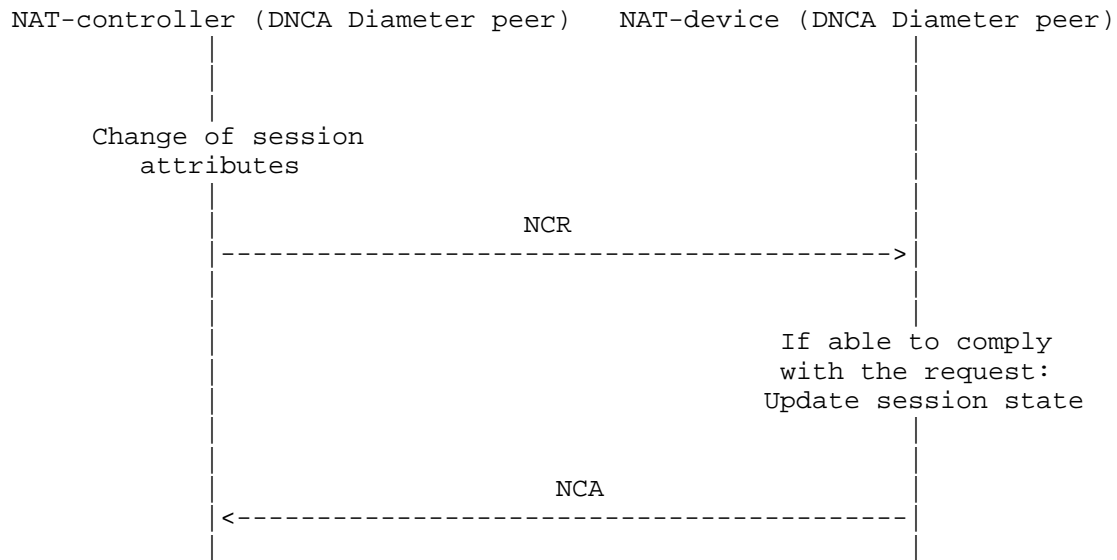 NAT-controller (DNCA Diameter peer)   NAT-device (DNCA Diameter peer)
Change of session
attributes
NCR
If able to comply
with the request:
Update session state
NCA